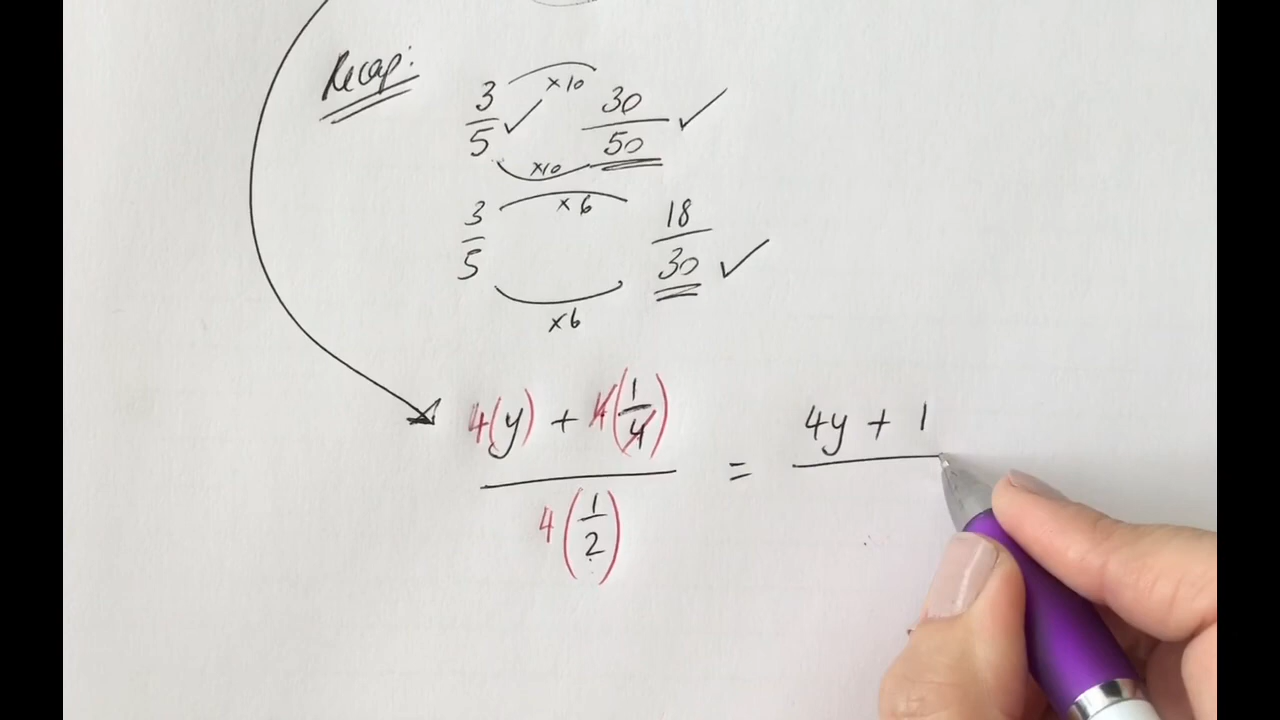 Recap:
3/5 ✓ ×10 30/50 ✓
×10
3/5 ×6 18/30 ✓
×6
4(y) + 4(1/4) / 4(1/2) = 4y + 1